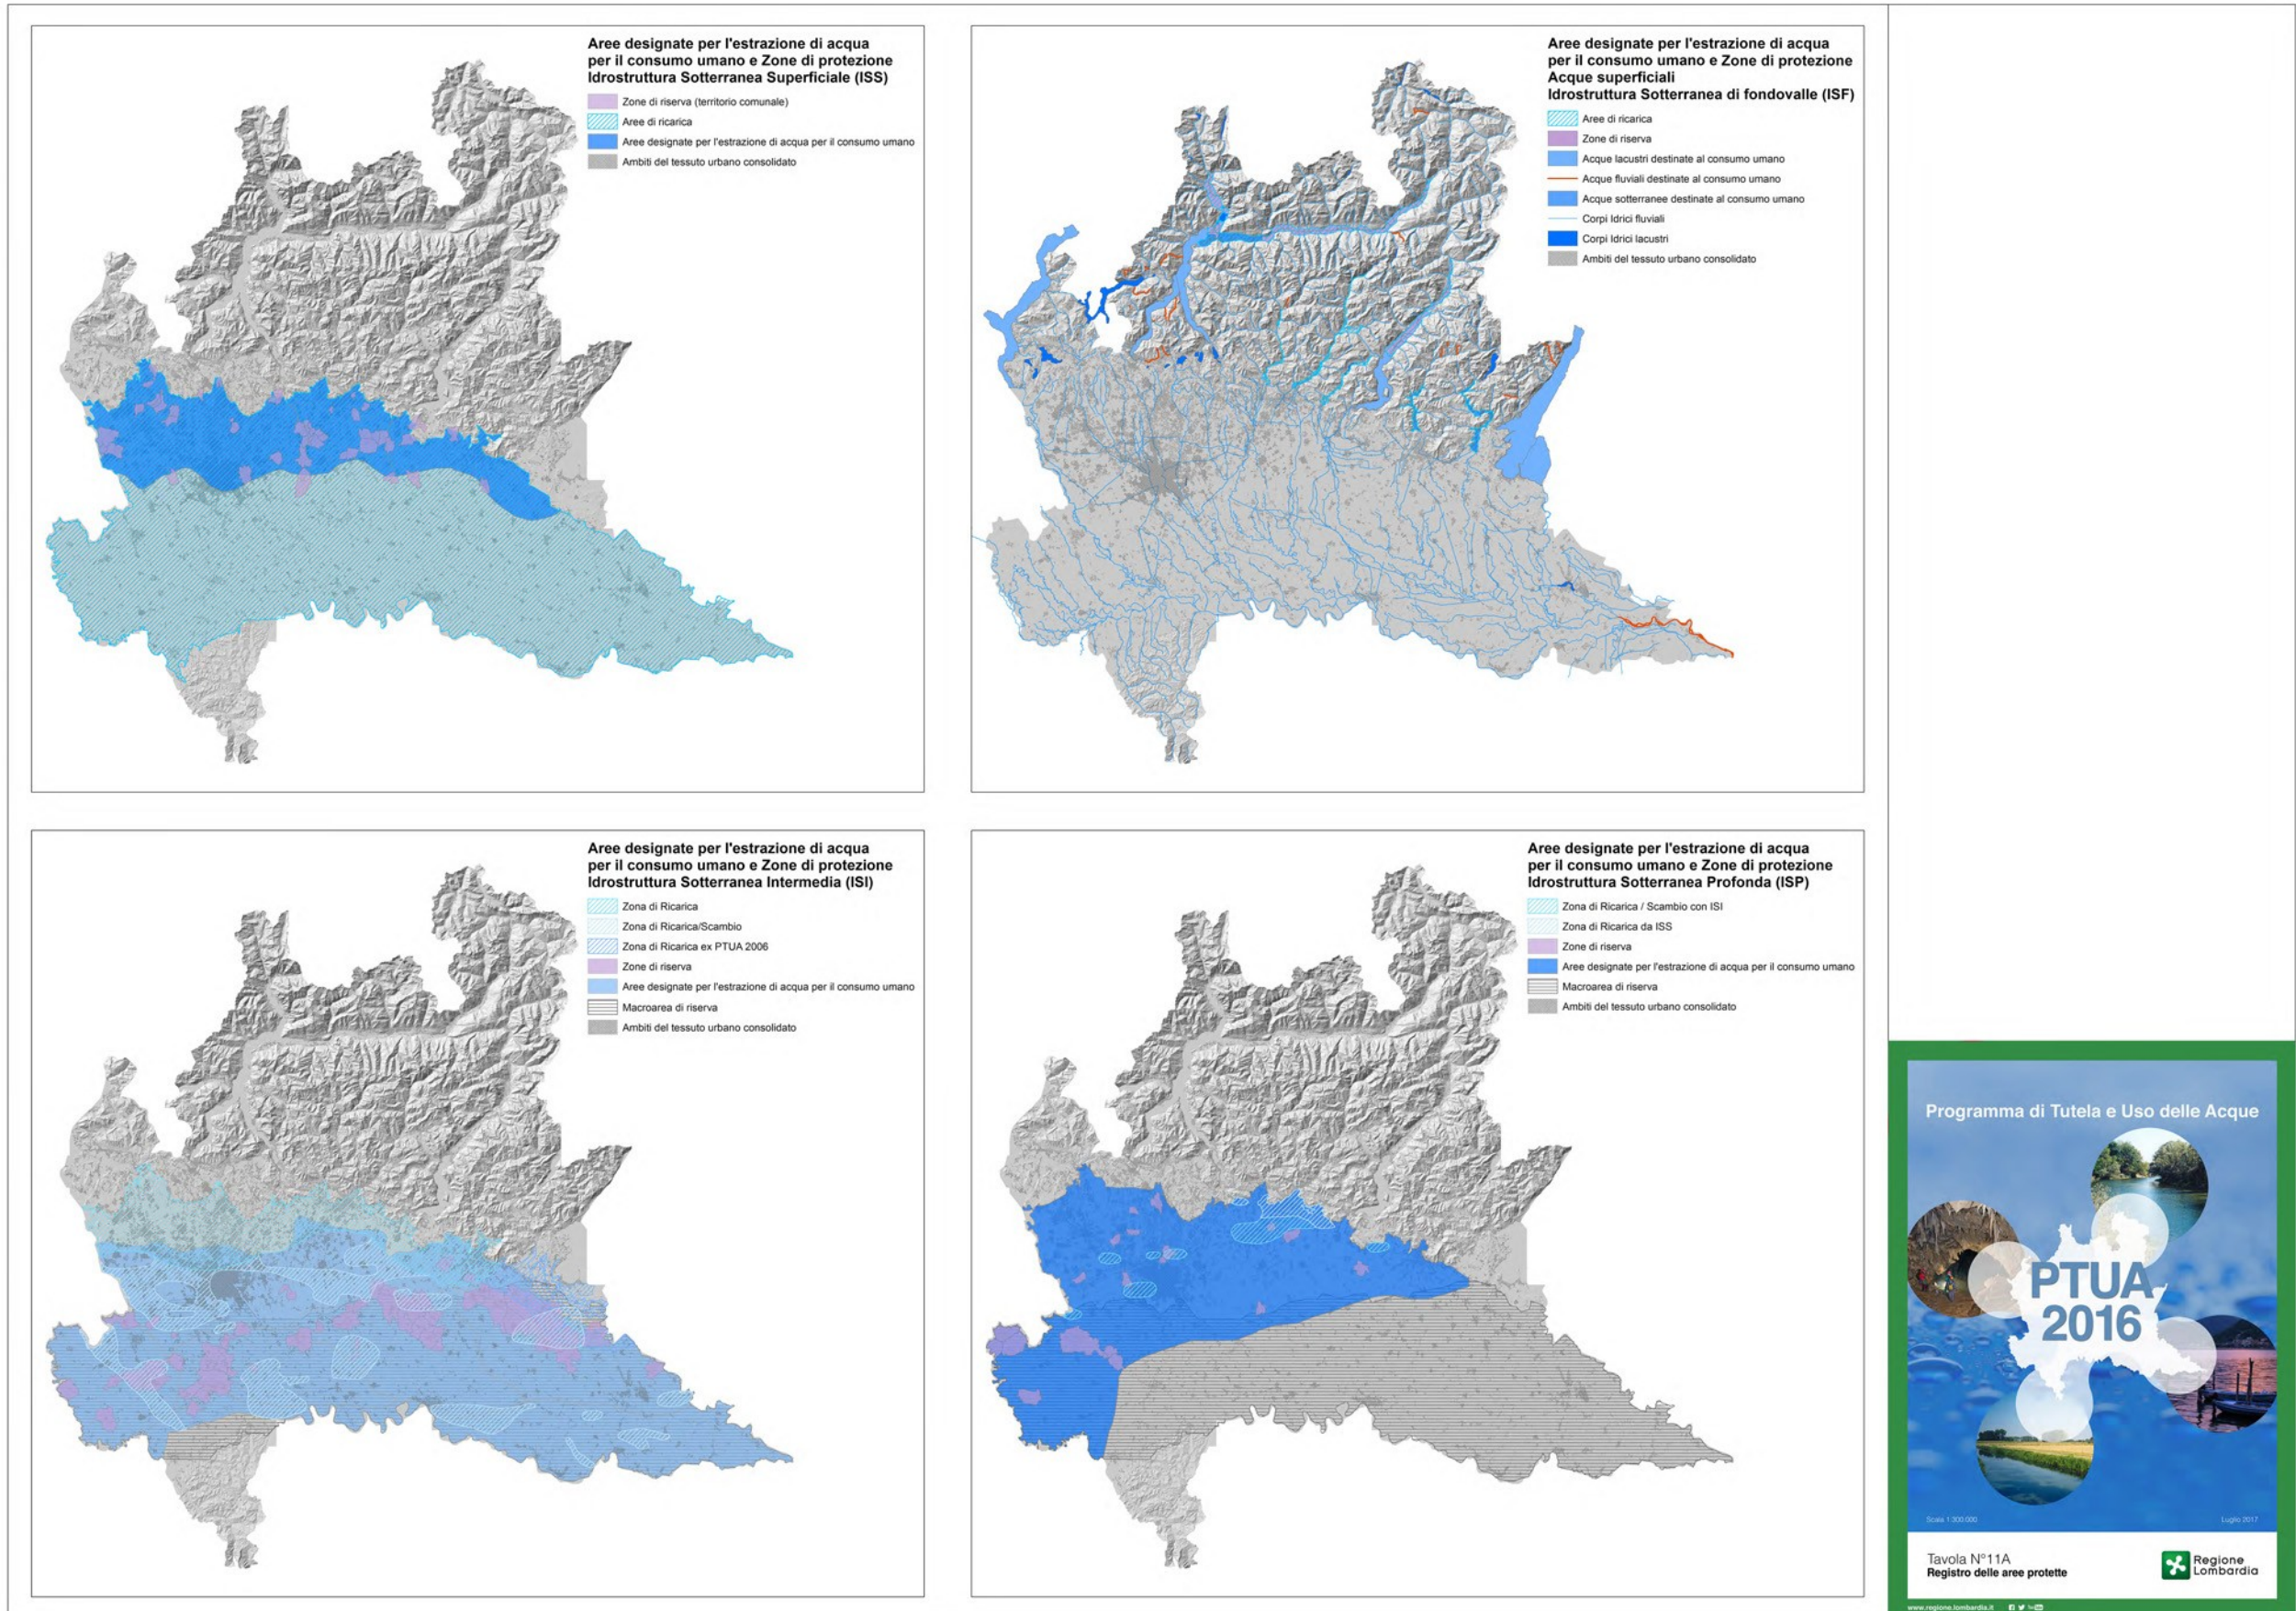 Aree designate per l'estrazione di acqua
per il consumo umano e Zone di protezione
Idrostruttura Sotterranea Superficiale (ISS)
Zone di riserva (territorio comunale)
Aree di ricarica
Aree designate per l'estrazione di acqua per il consumo umano
Ambiti del tessuto urbano consolidato
Aree designate per l'estrazione di acqua
per il consumo umano e Zone di protezione
Acque superficiali
Idrostruttura Sotterranea di fondovalle (ISF)
Aree di ricarica
Zone di riserva
Acque lacustri destinate al consumo umano
Acque fluviali destinate al consumo umano
Acque sotterranee destinate al consumo umano
Corpi Idrici fluviali
Corpi Idrici lacustri
Ambiti del tessuto urbano consolidato
Aree designate per l'estrazione di acqua
per il consumo umano e Zone di protezione
Idrostruttura Sotterranea Intermedia (ISI)
Zona di Ricarica
Zona di Ricarica/Scambio
Zona di Ricarica ex PTUA 2006
Zone di riserva
Aree designate per l'estrazione di acqua per il consumo umano
Macroarea di riserva
Ambiti del tessuto urbano consolidato
Aree designate per l'estrazione di acqua
per il consumo umano e Zone di protezione
Idrostruttura Sotterranea Profonda (ISP)
Zona di Ricarica / Scambio con ISI
Zona di Ricarica da ISS
Zone di riserva
Aree designate per l'estrazione di acqua per il consumo umano
Macroarea di riserva
Ambiti del tessuto urbano consolidato
Programma di Tutela e Uso delle Acque
PTUA
2016
Scala 1:300.000
Luglio 2017
Tavola N°11A
Registro delle aree protette
Regione
Lombardia
www.regione.lombardia.it